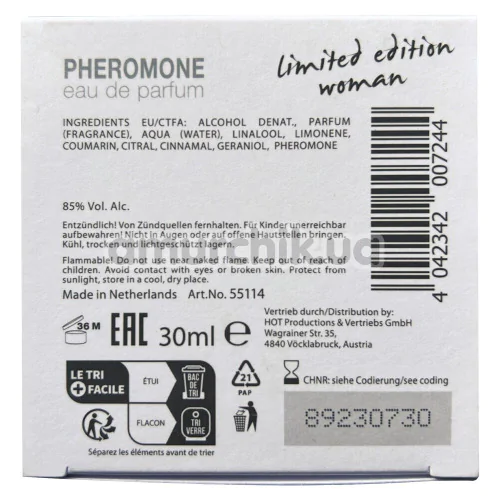 PHEROMONE
eau de parfum
limited edition
woman
INGREDIENTS EU/CTFA: ALCOHOL DENAT., PARFUM
(FRAGRANCE), AQUA (WATER), LINALOOL, LIMONENE,
COUMARIN, CITRAL, CINNAMAL, GERANIOL, PHEROMONE
85% Vol. Alc.
Entzündlich! Von Zündquellen fernhalten. Für Kinder unerreichbar
aufbewahren! Nicht in Augen oder auf offene Hautstellen bringen.
Kühl, trocken und lichtgeschützt lagern.
Flammable! Do not use near naked flame. Keep out of reach of
children. Avoid contact with eyes or broken skin. Protect from
sunlight, store in a cool, dry place.
Made in Netherlands Art.No. 55114
4 042342 007244
36 M
EAC
30ml ℮
Vertrieb durch/Distribution by:
HOT Productions & Vertriebs GmbH
Wagrainer Str. 35,
4840 Vöcklabruck, Austria
LE TRI
+ FACILE
ÉTUI
BAC
DE TRI
FLACON
TRI
VERRE
Séparez les éléments avant de trier
21
PAP
CHNR: siehe Codierung/see coding
89230730